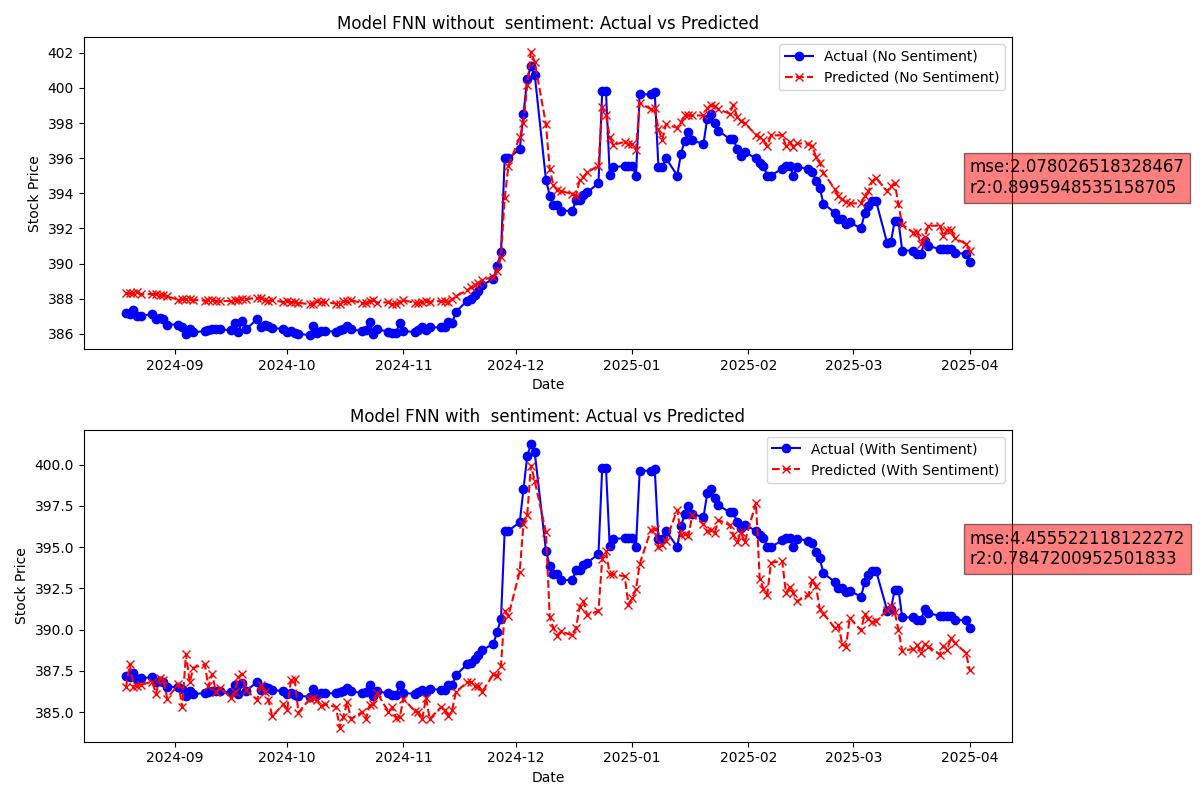 Model FNN without  sentiment: Actual vs Predicted
402
400
398
396
394
392
390
388
386
Stock Price
Actual (No Sentiment)
Predicted (No Sentiment)
mse:2.078026518328467
r2:0.8995948535158705
2024-09 2024-10 2024-11 2024-12 2025-01 2025-02 2025-03 2025-04
Date
Model FNN with  sentiment: Actual vs Predicted
400.0
397.5
395.0
392.5
390.0
387.5
385.0
Stock Price
Actual (With Sentiment)
Predicted (With Sentiment)
mse:4.455522118122272
r2:0.7847200952501833
2024-09 2024-10 2024-11 2024-12 2025-01 2025-02 2025-03 2025-04
Date